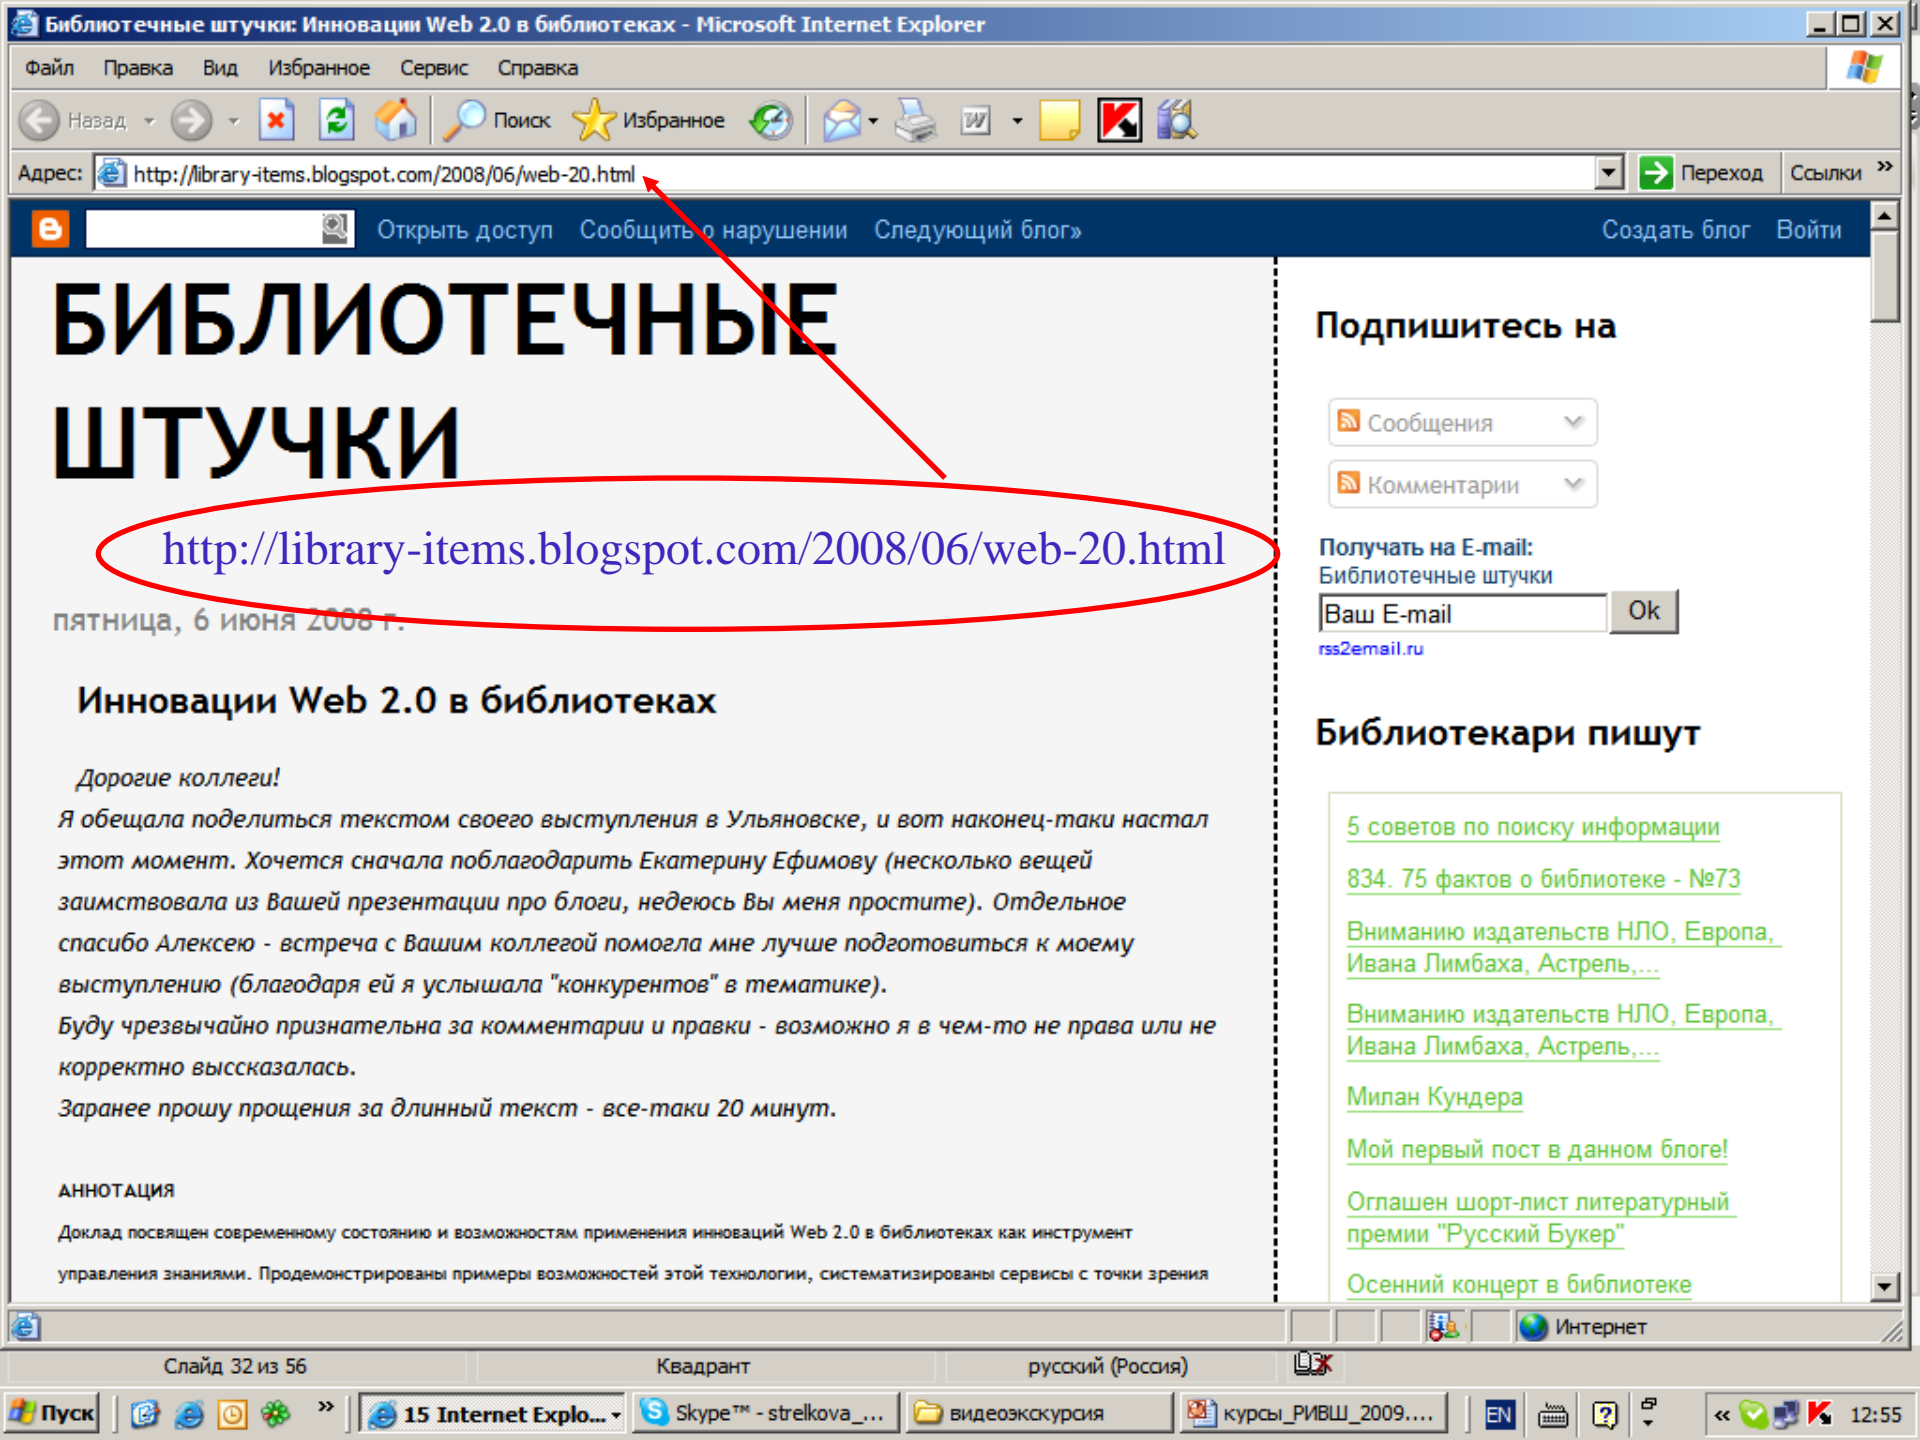 Библиотечные штучки: Инновации Web 2.0 в библиотеках - Microsoft Internet Explorer
Файл Правка Вид Избранное Сервис Справка
Назад Поиск Избранное
Адрес: http://library-items.blogspot.com/2008/06/web-20.html Переход Ссылки »
Открыть доступ Сообщить о нарушении Следующий блог» Создать блог Войти
БИБЛИОТЕЧНЫЕ
ШТУЧКИ
http://library-items.blogspot.com/2008/06/web-20.html
пятница, 6 июня 2008 г.
Инновации Web 2.0 в библиотеках
Дорогие коллеги!
Я обещала поделиться текстом своего выступления в Ульяновске, и вот наконец-таки настал
этот момент. Хочется сначала поблагодарить Екатерину Ефимову (несколько вещей
заимствовала из Вашей презентации про блоги, недеюсь Вы меня простите). Отдельное
спасибо Алексею - встреча с Вашим коллегой помогла мне лучше подготовиться к моему
выступлению (благодаря ей я услышала "конкурентов" в тематике).
Буду чрезвычайно признательна за комментарии и правки - возможно я в чем-то не права или не
корректно выссказалась.
Заранее прошу прощения за длинный текст - все-таки 20 минут.
АННОТАЦИЯ
Доклад посвящен современному состоянию и возможностям применения инноваций Web 2.0 в библиотеках как инструмент
управления знаниями. Продемонстрированы примеры возможностей этой технологии, систематизированы сервисы с точки зрения
Подпишитесь на
Сообщения
Комментарии
Получать на E-mail:
Библиотечные штучки
Ваш E-mail Ok
rss2email.ru
Библиотекари пишут
5 советов по поиску информации
834. 75 фактов о библиотеке - №73
Вниманию издательств НЛО, Европа,
Ивана Лимбаха, Астрель,...
Вниманию издательств НЛО, Европа,
Ивана Лимбаха, Астрель,...
Милан Кундера
Мой первый пост в данном блоге!
Оглашен шорт-лист литературный
премии "Русский Букер"
Осенний концерт в библиотеке
Интернет
Слайд 32 из 56 Квадрант русский (Россия)
Пуск » 15 Internet Explo... Skype™ - strelkova_... видеоэкскурсия курсы_РИВШ_2009.... EN « 12:55